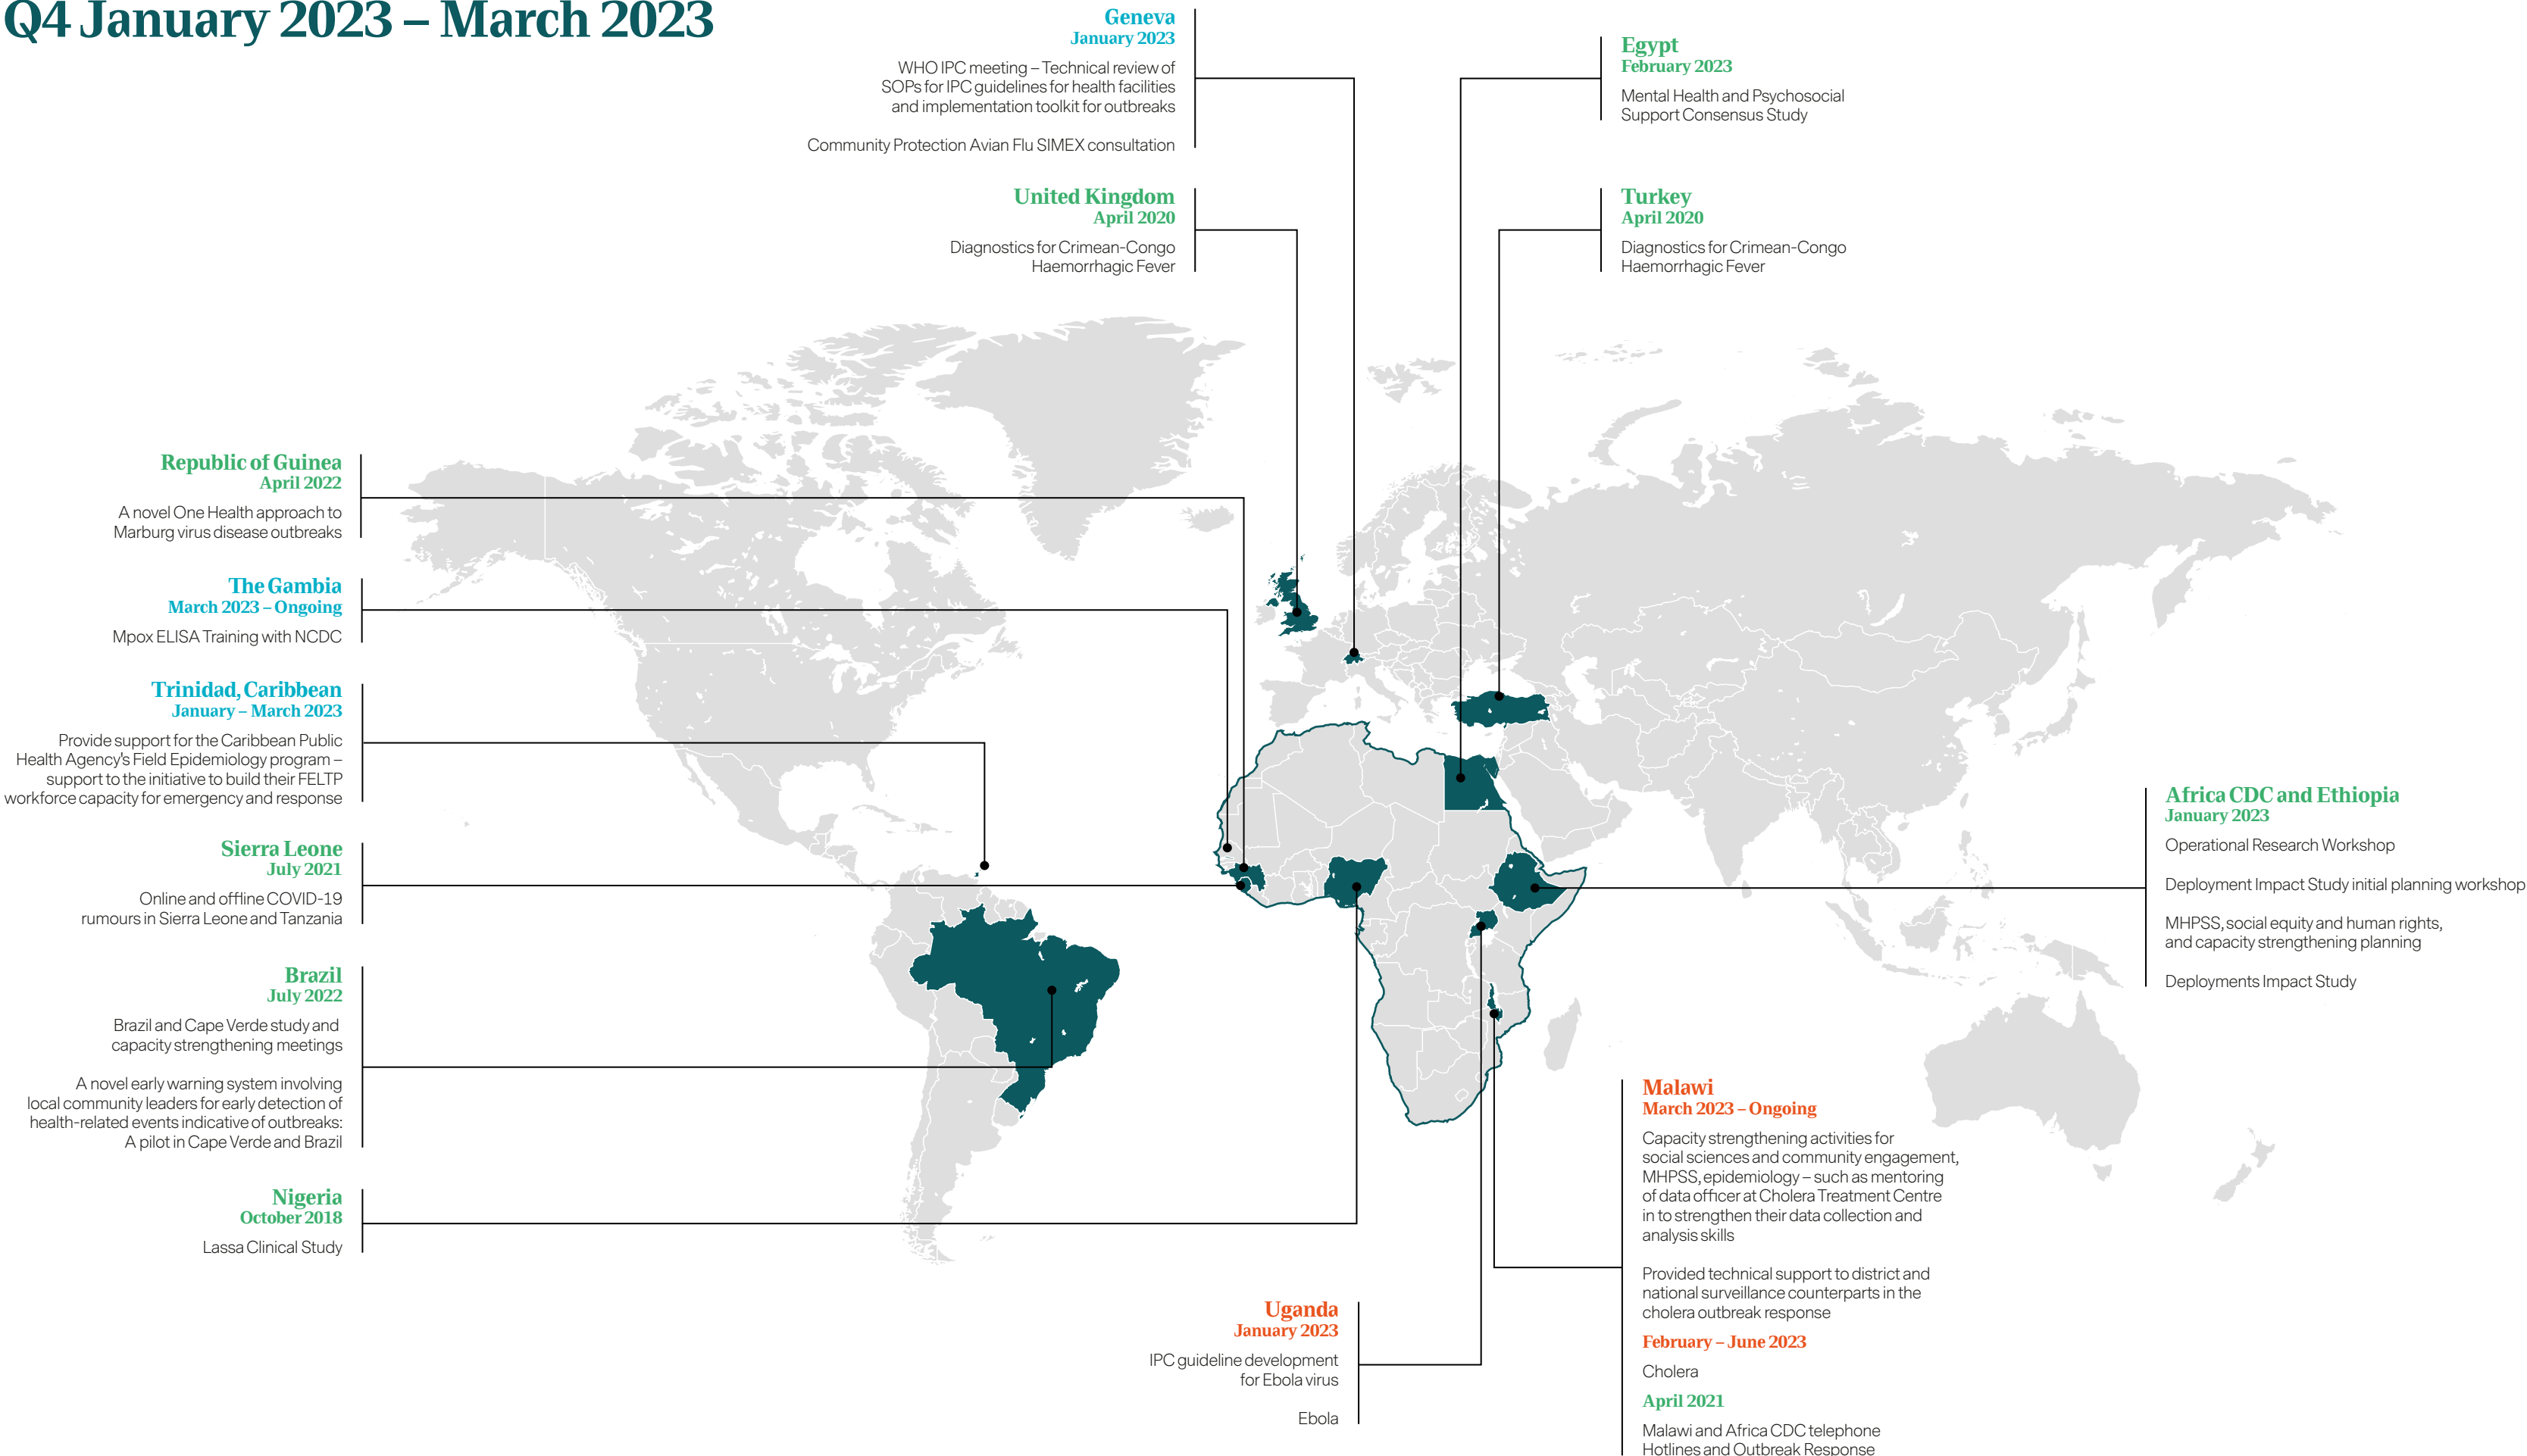 Q4 January 2023 – March 2023
Geneva
January 2023
WHO IPC meeting – Technical review of
SOPs for IPC guidelines for health facilities
and implementation toolkit for outbreaks
Community Protection Avian Flu SIMEX consultation
United Kingdom
April 2020
Diagnostics for Crimean-Congo
Haemorrhagic Fever
Egypt
February 2023
Mental Health and Psychosocial
Support Consensus Study
Turkey
April 2020
Diagnostics for Crimean-Congo
Haemorrhagic Fever
Republic of Guinea
April 2022
A novel One Health approach to
Marburg virus disease outbreaks
The Gambia
March 2023 – Ongoing
Mpox ELISA Training with NCDC
Trinidad, Caribbean
January – March 2023
Provide support for the Caribbean Public
Health Agency's Field Epidemiology program –
support to the initiative to build their FELTP
workforce capacity for emergency and response
Sierra Leone
July 2021
Online and offline COVID-19
rumours in Sierra Leone and Tanzania
Brazil
July 2022
Brazil and Cape Verde study and
capacity strengthening meetings
A novel early warning system involving
local community leaders for early detection of
health-related events indicative of outbreaks:
A pilot in Cape Verde and Brazil
Nigeria
October 2018
Lassa Clinical Study
Africa CDC and Ethiopia
January 2023
Operational Research Workshop
Deployment Impact Study initial planning workshop
MHPSS, social equity and human rights,
and capacity strengthening planning
Deployments Impact Study
Uganda
January 2023
IPC guideline development
for Ebola virus
Ebola
Malawi
March 2023 – Ongoing
Capacity strengthening activities for
social sciences and community engagement,
MHPSS, epidemiology – such as mentoring
of data officer at Cholera Treatment Centre
in to strengthen their data collection and
analysis skills
Provided technical support to district and
national surveillance counterparts in the
cholera outbreak response
February – June 2023
Cholera
April 2021
Malawi and Africa CDC telephone
Hotlines and Outbreak Response